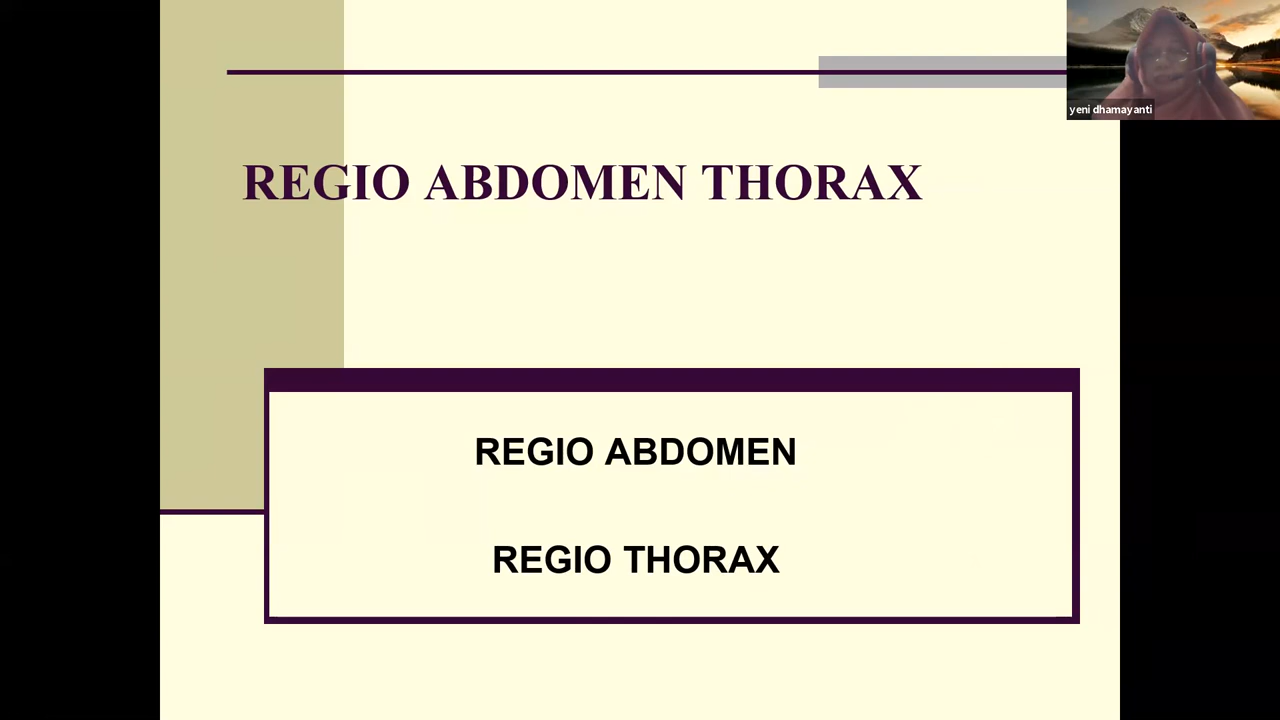 REGIO ABDOMEN THORAX
REGIO ABDOMEN
REGIO THORAX
yeni dhamayanti